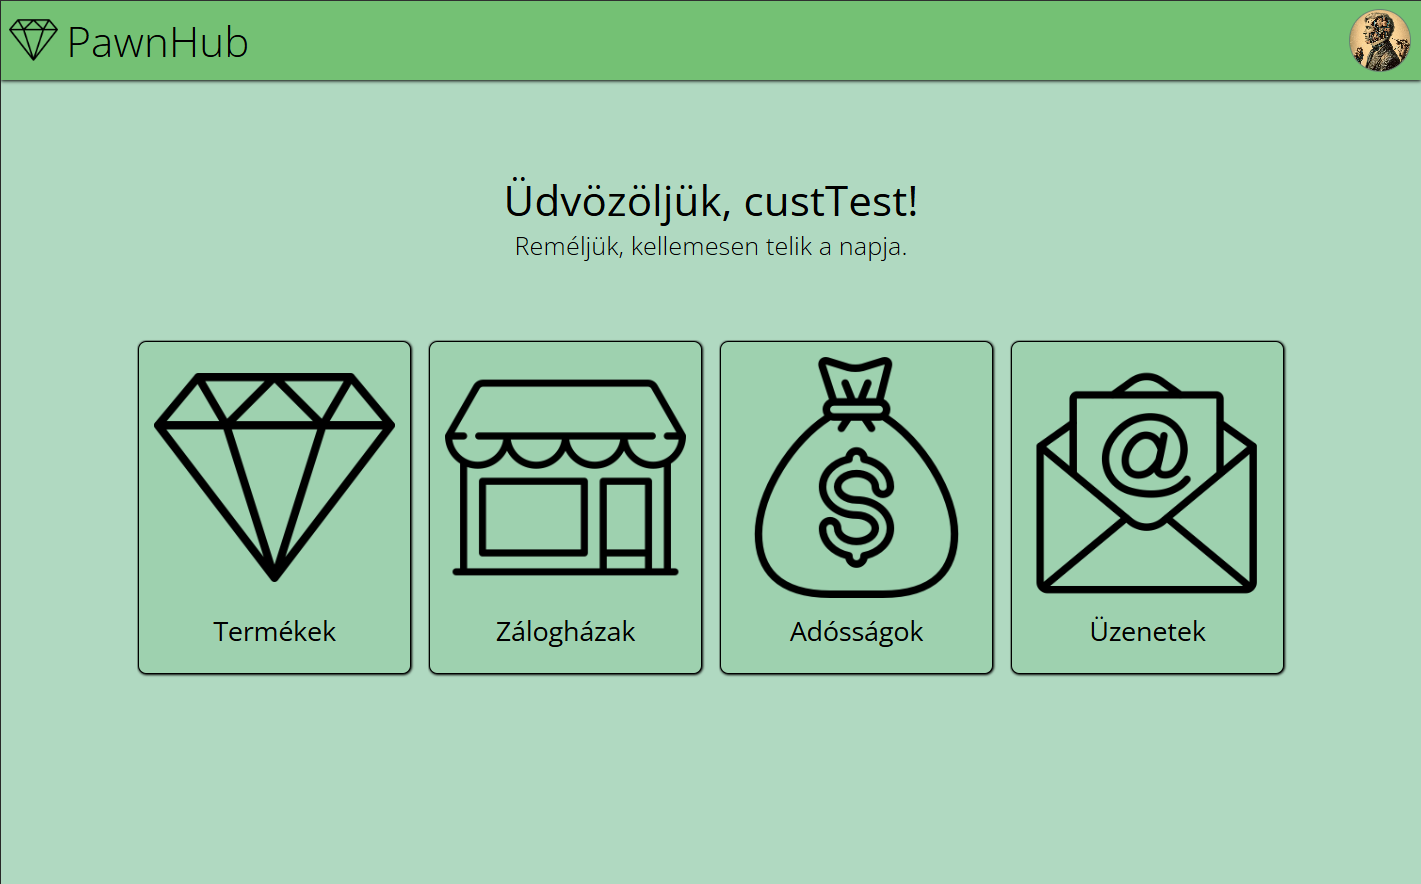 PawnHub
Üdvözöljük, custTest!
Reméljük, kellemesen telik a napja.
Termékek
Zálogházak
Adósságok
Üzenetek